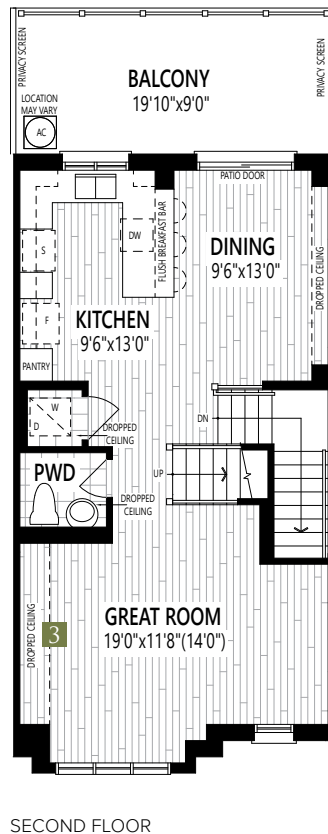 PRIVACY SCREEN
PRIVACY SCREEN
BALCONY
19'10"x9'0"
LOCATION
MAY VARY
AC
PATIO DOOR
DW
FLUSH BREAKFAST BAR
S
DINING
9'6"x13'0"
DROPPED CEILING
F
KITCHEN
9'6"x13'0"
PANTRY
W
D
DROPPED
CEILING
DN
PWD
UP
DROPPED
CEILING
GREAT ROOM
19'0"x11'8"(14'0")
DROPPED CEILING
3
SECOND FLOOR